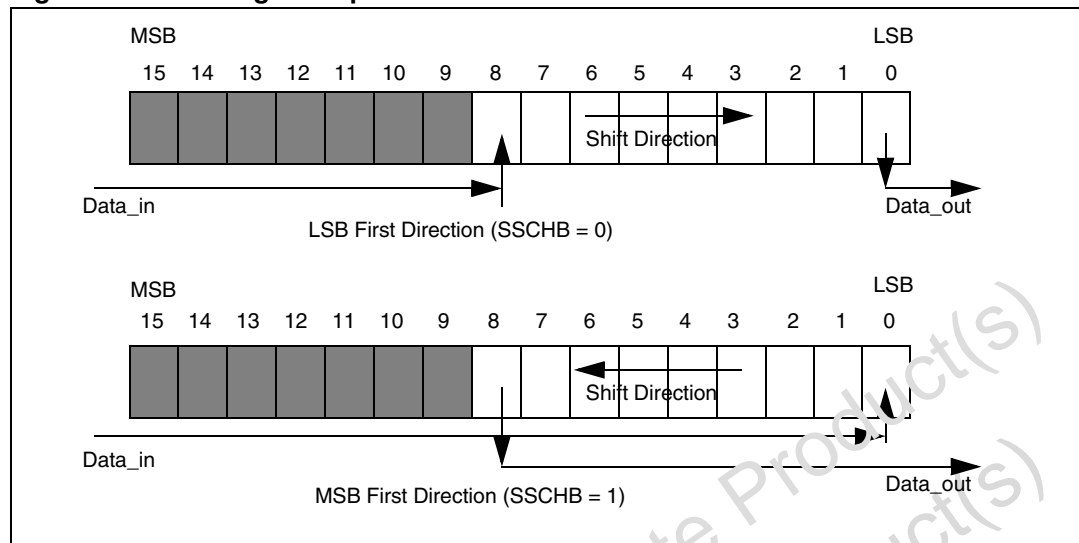 MSB LSB
15 14 13 12 11 10 9 8 7 6 5 4 3 2 1 0
Shift Direction
Data_in Data_out
LSB First Direction (SSCHB = 0)
MSB LSB
15 14 13 12 11 10 9 8 7 6 5 4 3 2 1 0
Shift Direction
Data_in Data_out
MSB First Direction (SSCHB = 1)
Product(s)